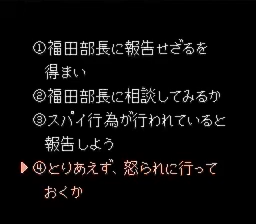 ①福田部長に報告せざるを
得まい
②福田部長に相談してみるか
③スパイ行為が行われていると
報告しよう
▶④とりあえず、怒られに行って
おくか